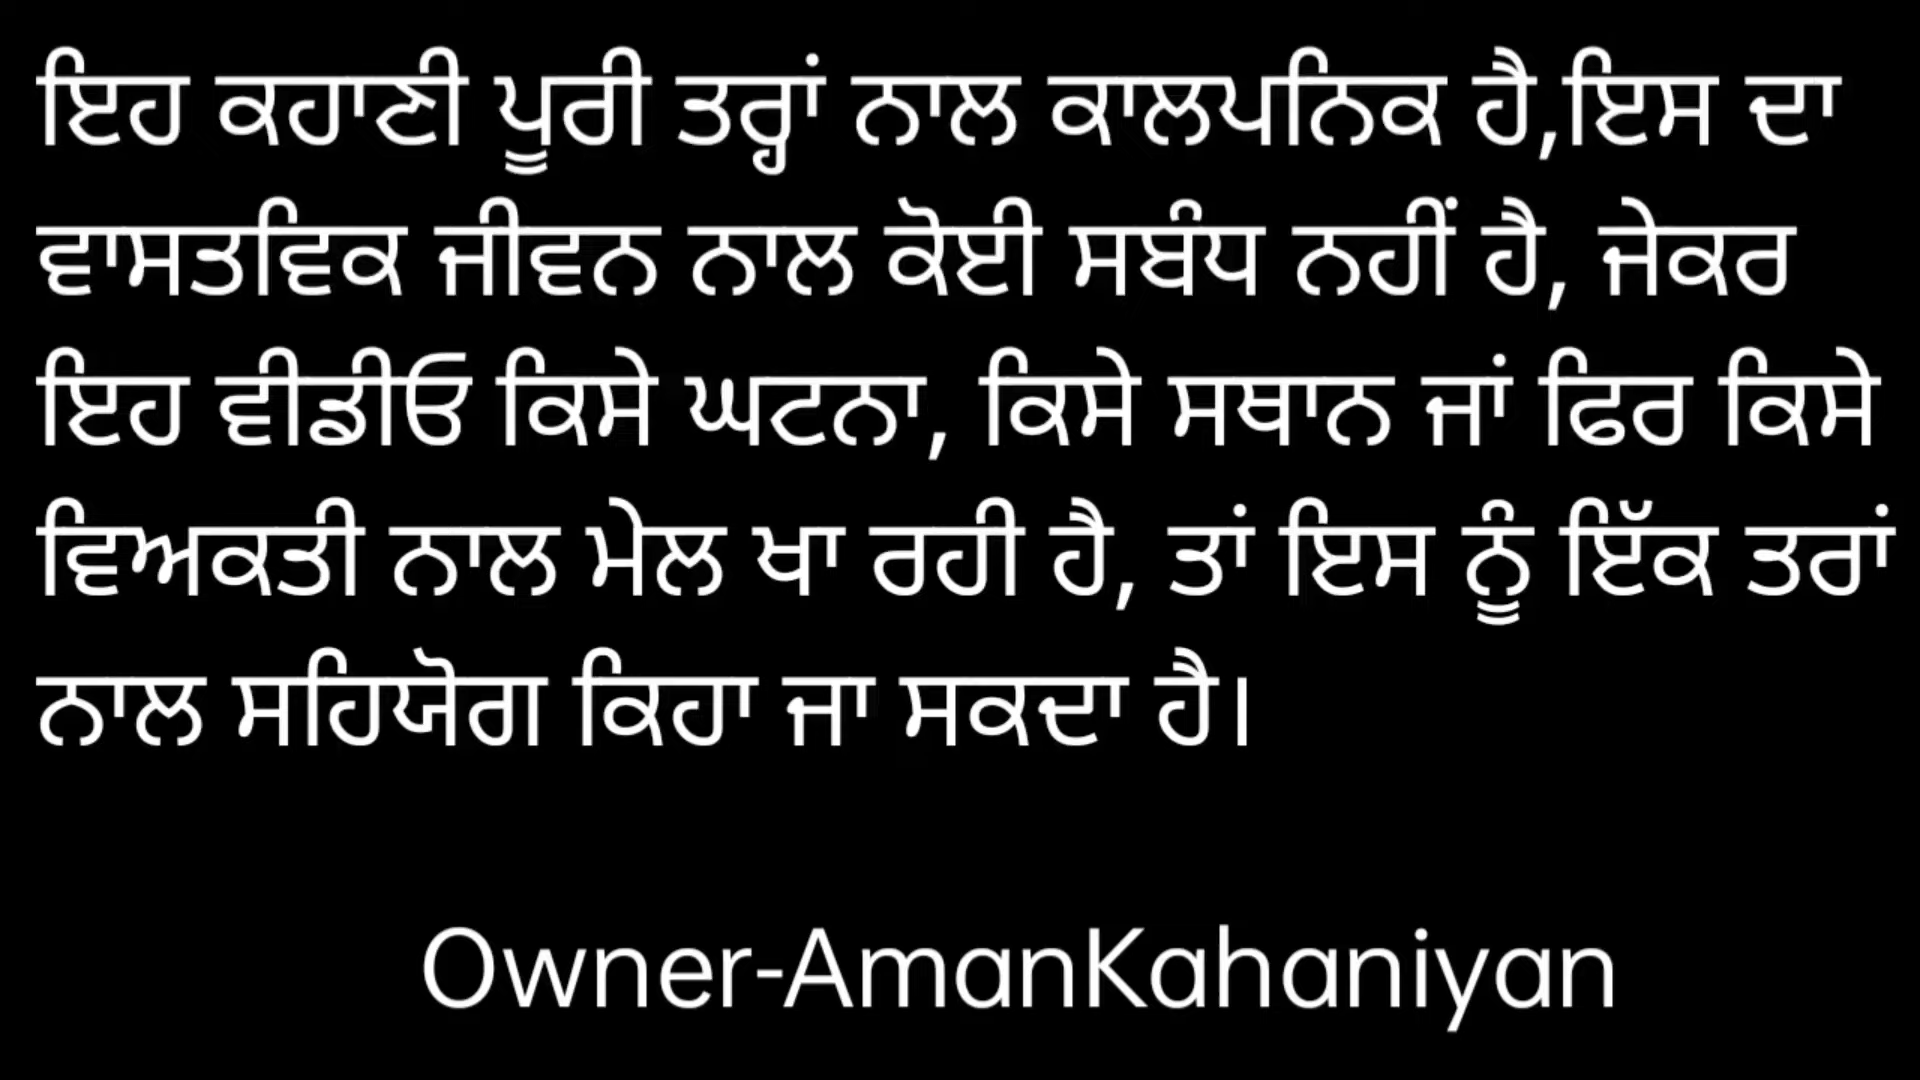 ਇਹ ਕਹਾਣੀ ਪੂਰੀ ਤਰ੍ਹਾਂ ਨਾਲ ਕਾਲਪਨਿਕ ਹੈ,ਇਸ ਦਾ
ਵਾਸਤਵਿਕ ਜੀਵਨ ਨਾਲ ਕੋਈ ਸਬੰਧ ਨਹੀਂ ਹੈ, ਜੇਕਰ
ਇਹ ਵੀਡੀਓ ਕਿਸੇ ਘਟਨਾ, ਕਿਸੇ ਸਥਾਨ ਜਾਂ ਫਿਰ ਕਿਸੇ
ਵਿਅਕਤੀ ਨਾਲ ਮੇਲ ਖਾ ਰਹੀ ਹੈ, ਤਾਂ ਇਸ ਨੂੰ ਇੱਕ ਤਰਾਂ
ਨਾਲ ਸਹਿਯੋਗ ਕਿਹਾ ਜਾ ਸਕਦਾ ਹੈ।
Owner-AmanKahaniyan